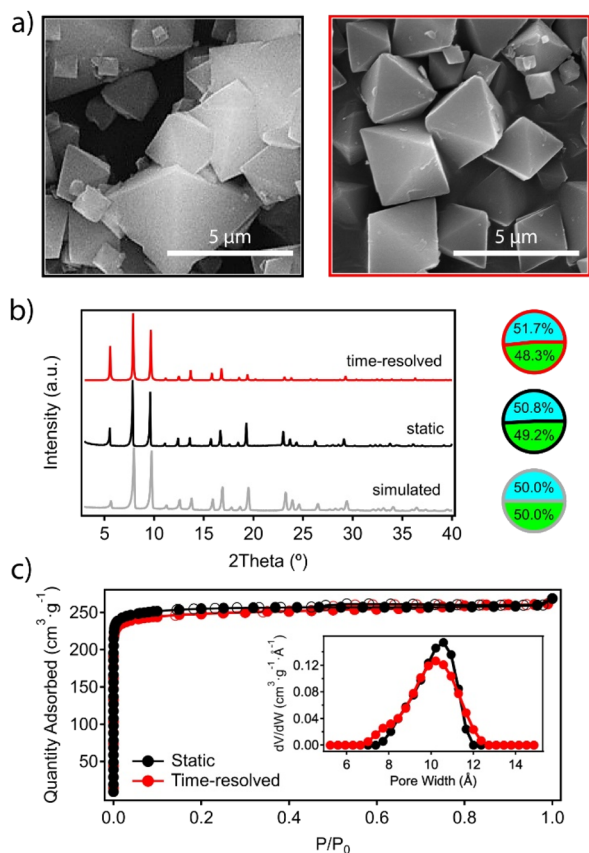 a)
5 µm
5 µm
b)
Intensity (a.u.)
time-resolved
static
simulated
5 10 15 20 25 30 35 40
2Theta (º)
51.7%
48.3%
50.8%
49.2%
50.0%
50.0%
c)
Quantity Adsorbed (cm³·g⁻¹)
250
200
150
100
50
Static
Time-resolved
0.0 0.2 0.4 0.6 0.8 1.0
P/P₀
dV/dW (cm³·g⁻¹·Å⁻¹)
0.12
0.08
0.04
0.00
6 8 10 12 14
Pore Width (Å)